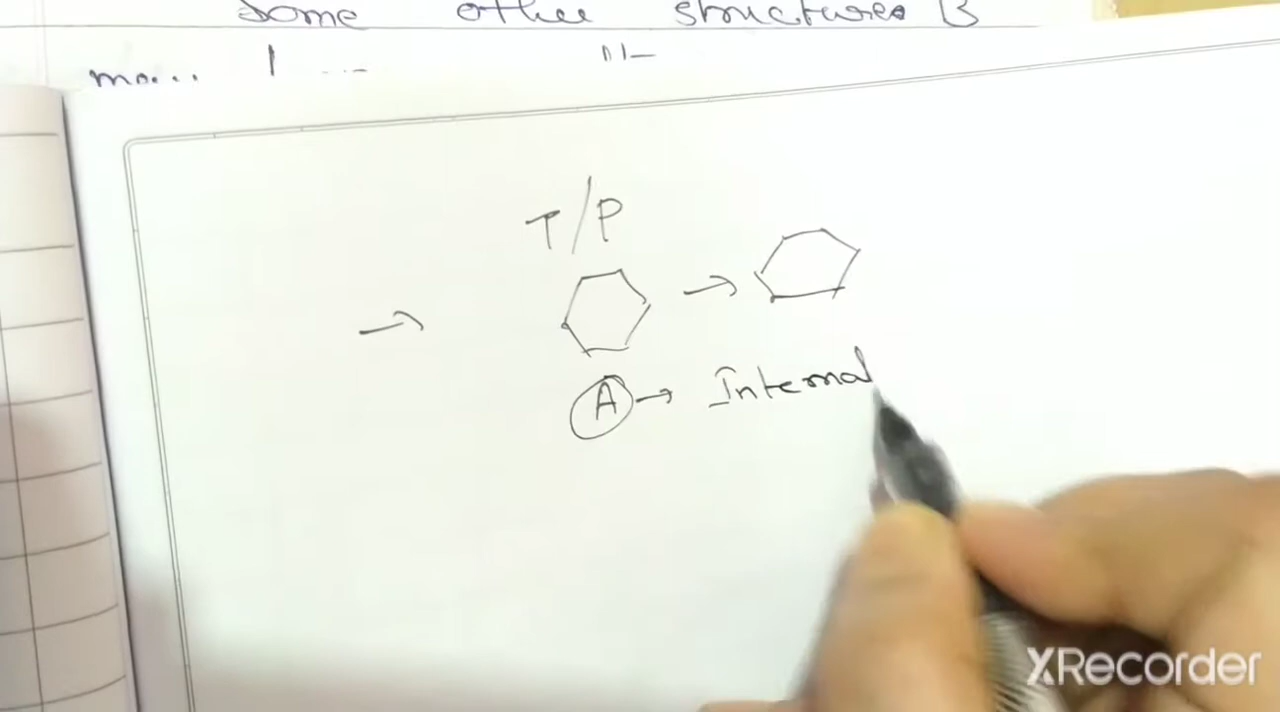 some other structures B
T/P
→ → 
A → Internal
XRecorder